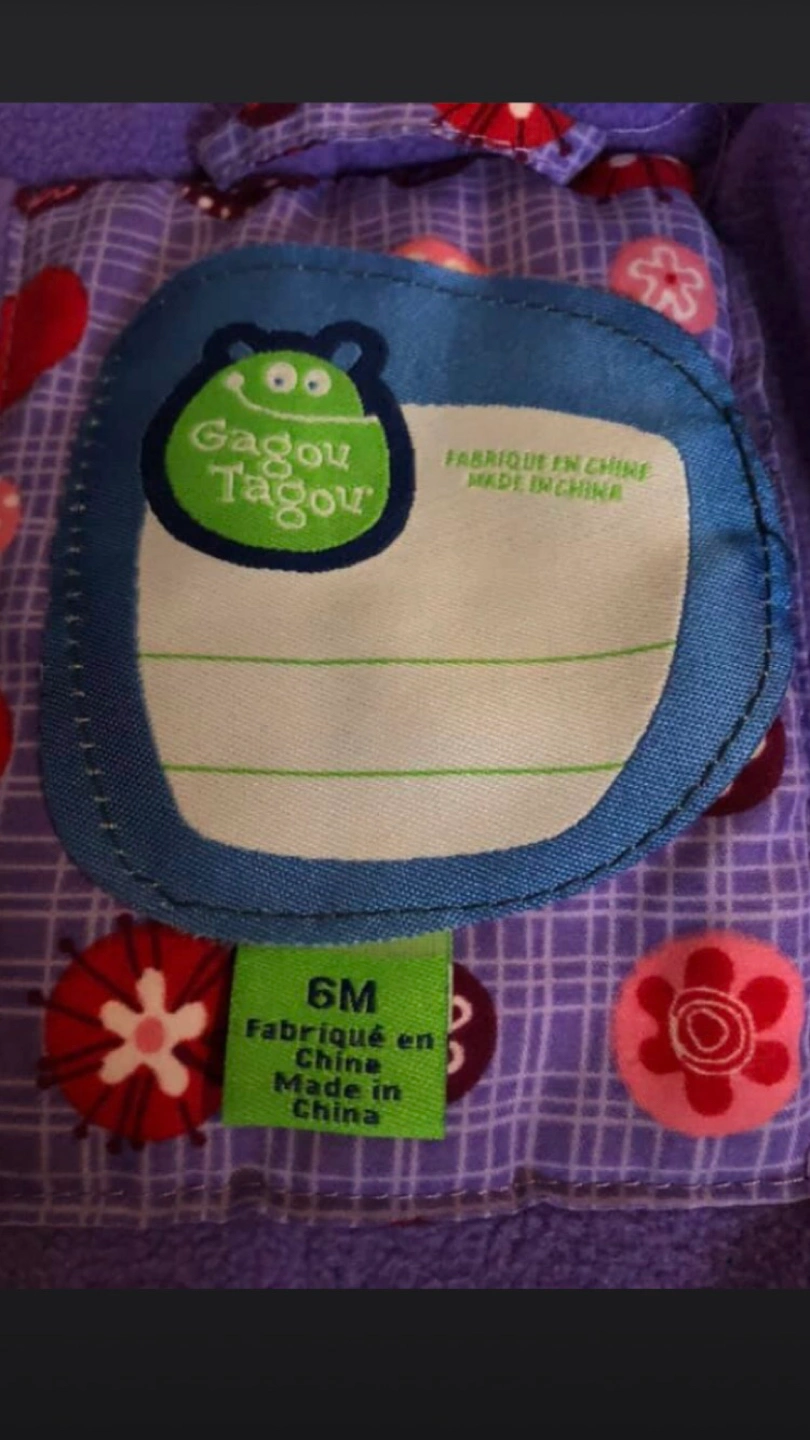 Gagou
Tagou
FABRIQUE EN CHINE
MADE IN CHINA
6M
Fabriqué en
Chine
Made in
China